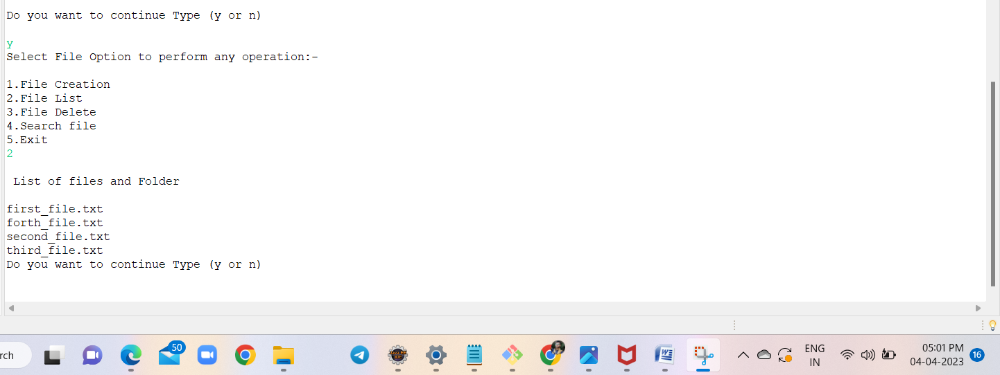 Do you want to continue Type (y or n)
y
Select File Option to perform any operation:-
1.File Creation
2.File List
3.File Delete
4.Search file
5.Exit
2
List of files and Folder
first_file.txt
forth_file.txt
second_file.txt
third_file.txt
Do you want to continue Type (y or n)
rch
50
ENG
IN
05:01 PM
04-04-2023
16